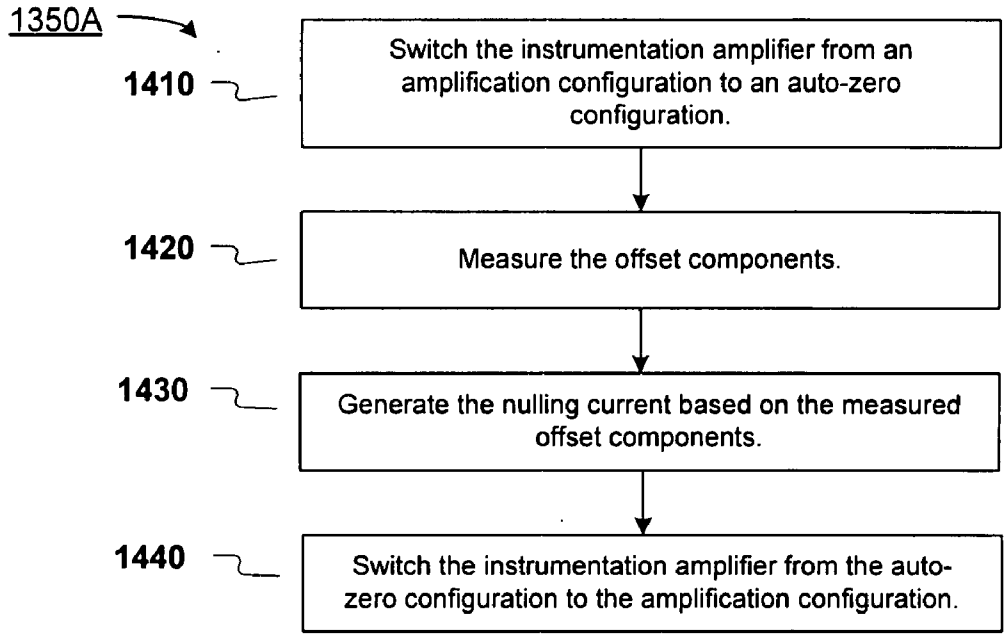 1350A
1410
Switch the instrumentation amplifier from an
amplification configuration to an auto-zero
configuration.
1420
Measure the offset components.
1430
Generate the nulling current based on the measured
offset components.
1440
Switch the instrumentation amplifier from the auto-
zero configuration to the amplification configuration.